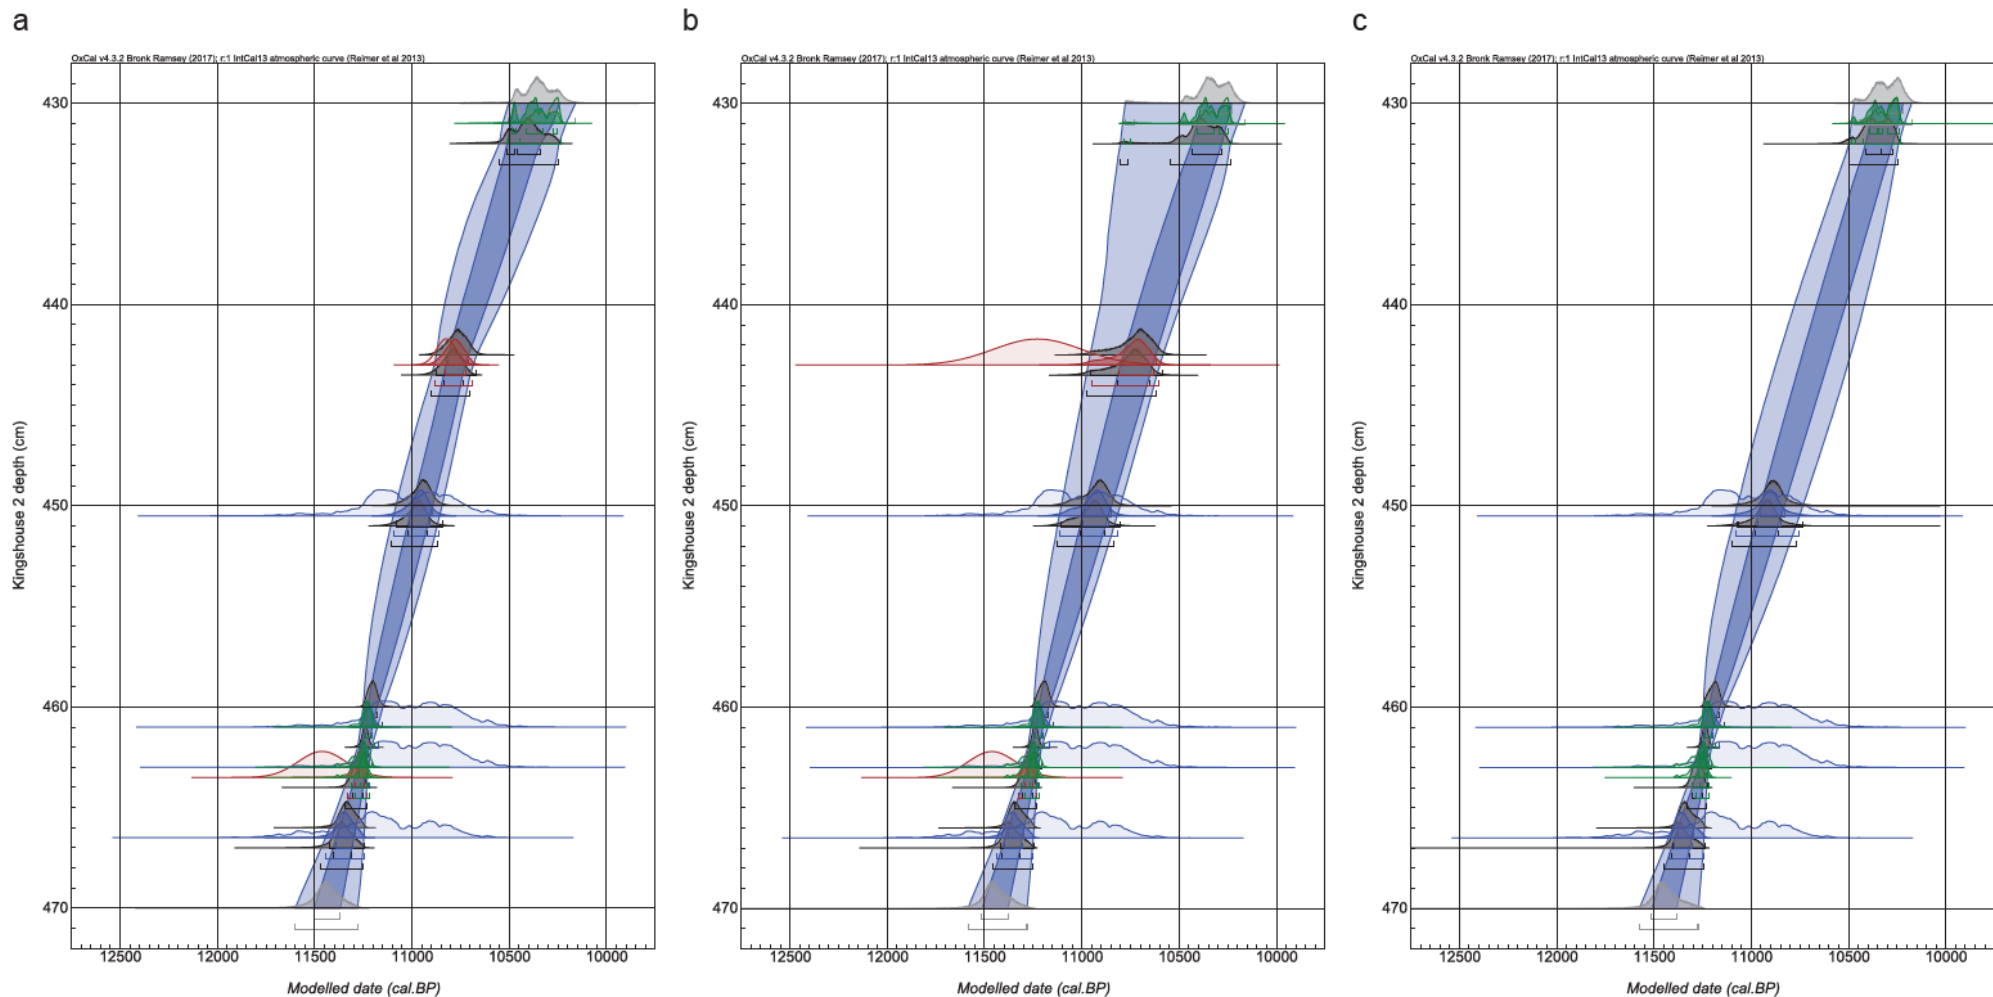 a
OxCal v4.3.2 Bronk Ramsey (2017); r:1 IntCal13 atmospheric curve (Reimer et al 2013)
430
440
450
460
470
Kingshouse 2 depth (cm)
12500 12000 11500 11000 10500 10000
Modelled date (cal.BP)
b
OxCal v4.3.2 Bronk Ramsey (2017); r:1 IntCal13 atmospheric curve (Reimer et al 2013)
430
440
450
460
470
Kingshouse 2 depth (cm)
12500 12000 11500 11000 10500 10000
Modelled date (cal.BP)
c
OxCal v4.3.2 Bronk Ramsey (2017); r:1 IntCal13 atmospheric curve (Reimer et al 2013)
430
440
450
460
470
Kingshouse 2 depth (cm)
12500 12000 11500 11000 10500 10000
Modelled date (cal.BP)